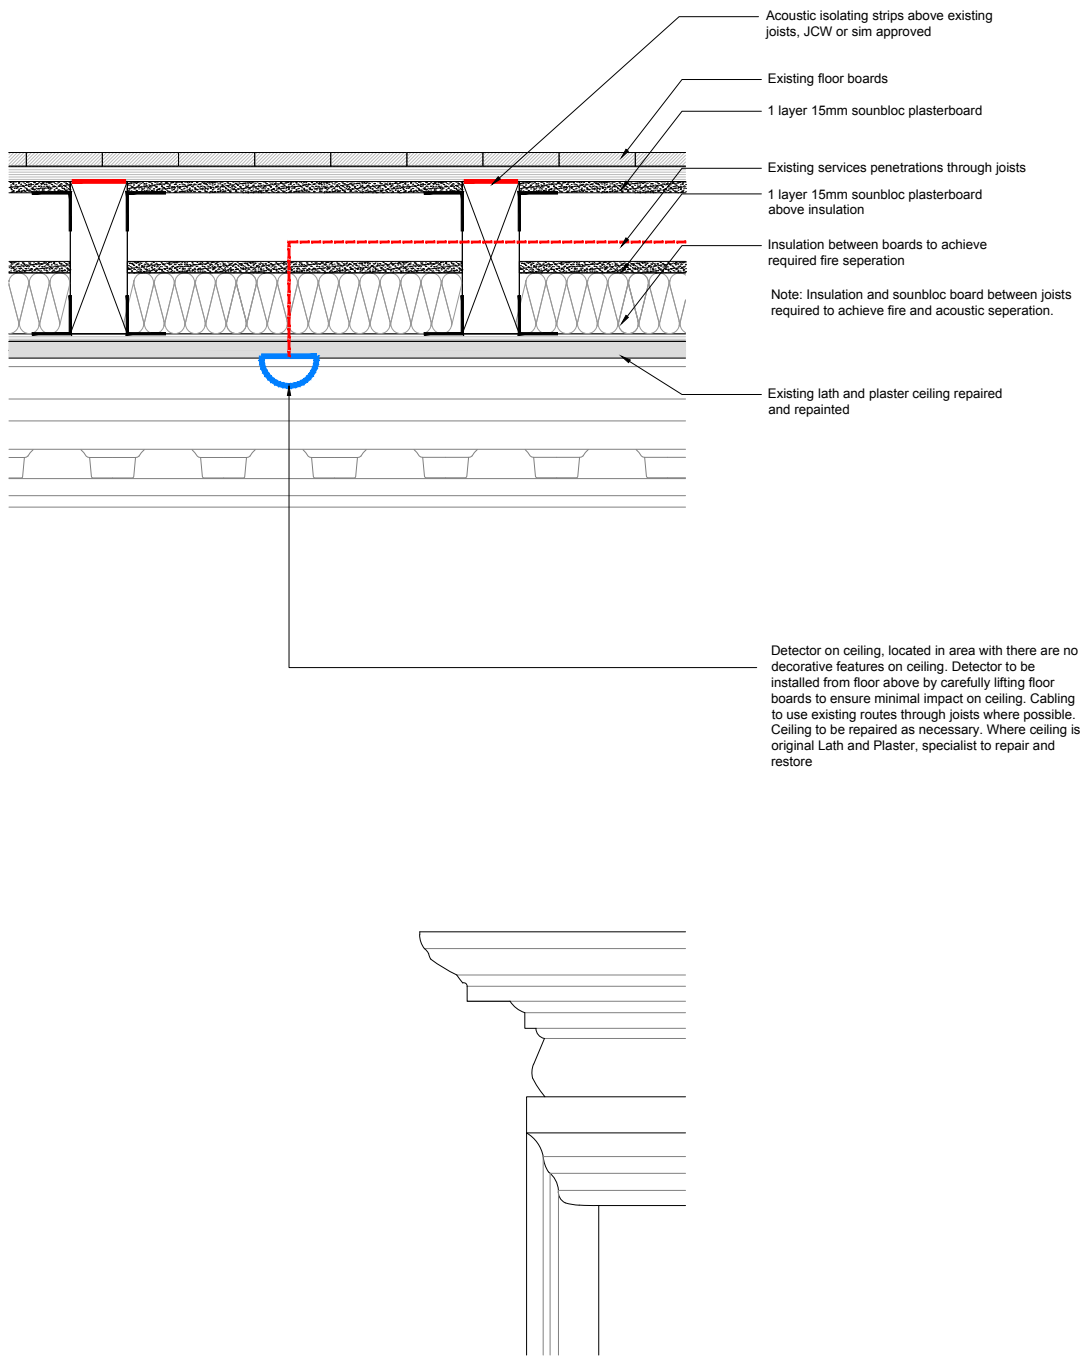 Acoustic isolating strips above existing
joists, JCW or sim approved
Existing floor boards
1 layer 15mm sounbloc plasterboard
Existing services penetrations through joists
1 layer 15mm sounbloc plasterboard
above insulation
Insulation between boards to achieve
required fire seperation
Note: Insulation and sounbloc board between joists
required to achieve fire and acoustic seperation.
Existing lath and plaster ceiling repaired
and repainted
Detector on ceiling, located in area with there are no
decorative features on ceiling. Detector to be
installed from floor above by carefully lifting floor
boards to ensure minimal impact on ceiling. Cabling
to use existing routes through joists where possible.
Ceiling to be repaired as necessary. Where ceiling is
original Lath and Plaster, specialist to repair and
restore